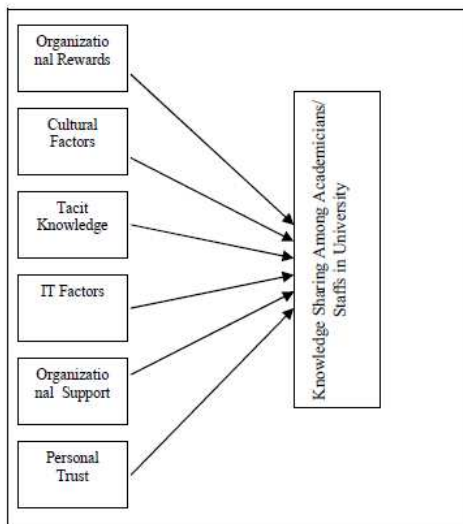 Organizatio
nal Rewards
Cultural
Factors
Tacit
Knowledge
IT Factors
Organizatio
nal Support
Personal
Trust
Knowledge Sharing Among Academicians/
Staffs in University